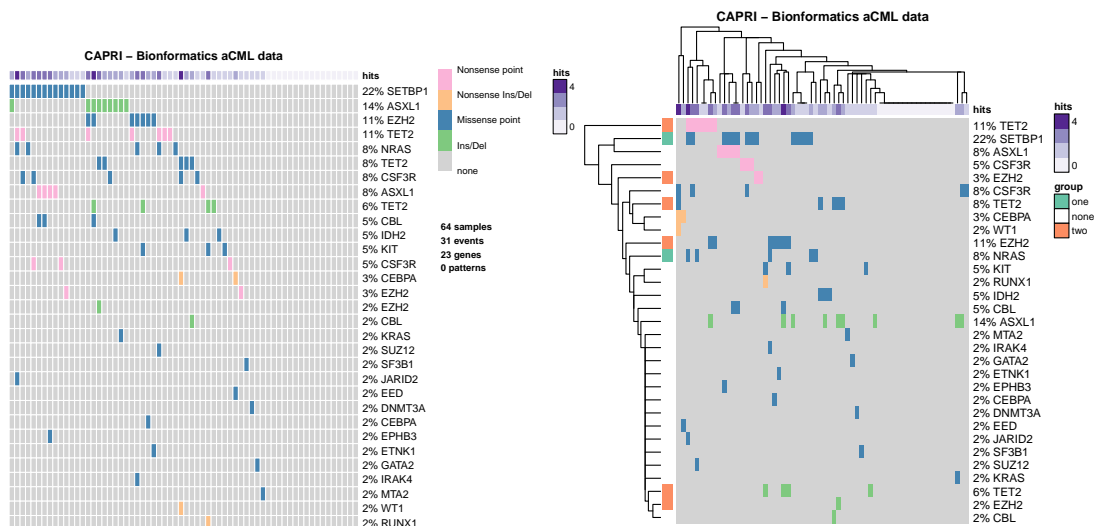 CAPRI – Bionformatics aCML data
hits
22% SETBP1
14% ASXL1
11% EZH2
11% TET2
8% NRAS
8% TET2
8% CSF3R
8% ASXL1
6% TET2
5% CBL
5% IDH2
5% KIT
5% CSF3R
3% CEBPA
3% EZH2
2% EZH2
2% CBL
2% KRAS
2% SUZ12
2% SF3B1
2% JARID2
2% EED
2% DNMT3A
2% CEBPA
2% EPHB3
2% ETNK1
2% GATA2
2% IRAK4
2% MTA2
2% WT1
2% RUNX1
Nonsense point
Nonsense Ins/Del
Missense point
Ins/Del
none
64 samples
31 events
23 genes
0 patterns
hits
4
0
CAPRI – Bionformatics aCML data
hits
11% TET2
22% SETBP1
8% ASXL1
5% CSF3R
3% EZH2
8% CSF3R
8% TET2
3% CEBPA
2% WT1
11% EZH2
8% NRAS
5% KIT
2% RUNX1
5% IDH2
5% CBL
14% ASXL1
2% MTA2
2% IRAK4
2% GATA2
2% ETNK1
2% EPHB3
2% CEBPA
2% DNMT3A
2% EED
2% JARID2
2% SF3B1
2% SUZ12
2% KRAS
6% TET2
2% EZH2
2% CBL
hits
4
0
group
one
none
two